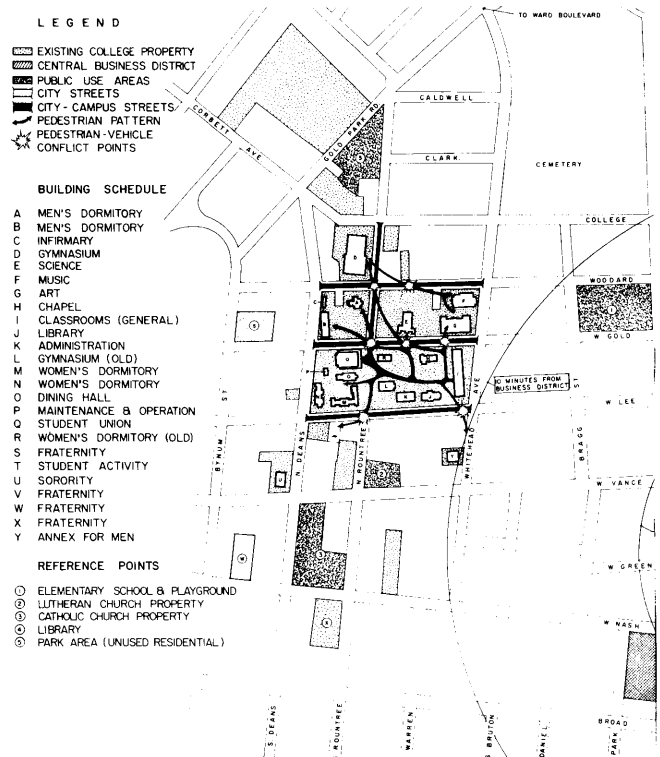 LEGEND
EXISTING COLLEGE PROPERTY
CENTRAL BUSINESS DISTRICT
PUBLIC USE AREAS
CITY STREETS
CITY-CAMPUS STREETS
PEDESTRIAN PATTERN
PEDESTRIAN-VEHICLE
CONFLICT POINTS
BUILDING SCHEDULE
A MEN'S DORMITORY
B MEN'S DORMITORY
C INFIRMARY
D GYMNASIUM
E SCIENCE
F MUSIC
G ART
H CHAPEL
I CLASSROOMS (GENERAL)
J LIBRARY
K ADMINISTRATION
L GYMNASIUM (OLD)
M WOMEN'S DORMITORY
N WOMEN'S DORMITORY
O DINING HALL
P MAINTENANCE & OPERATION
Q STUDENT UNION
R WOMEN'S DORMITORY (OLD)
S FRATERNITY
T STUDENT ACTIVITY
U SORORITY
V FRATERNITY
W FRATERNITY
X FRATERNITY
Y ANNEX FOR MEN
REFERENCE POINTS
① ELEMENTARY SCHOOL & PLAYGROUND
② LUTHERAN CHURCH PROPERTY
③ CATHOLIC CHURCH PROPERTY
④ LIBRARY
⑤ PARK AREA (UNUSED RESIDENTIAL)
TO WARD BOULEVARD
CORBETT AVE.
GOLD PARK RD
CALDWELL
CLARK
CEMETERY
COLLEGE
WOODARD
W GOLD
10 MINUTES FROM
BUSINESS DISTRICT
W LEE
BYNUM ST
N DEANS
N ROUNTREE
WHITEHEAD AVE
BRAGG ST
W VANCE
W GREEN
W NASH
BROAD
S DEANS
ROUNTREE
WARREN
S BRUTON
DANIEL
PARK